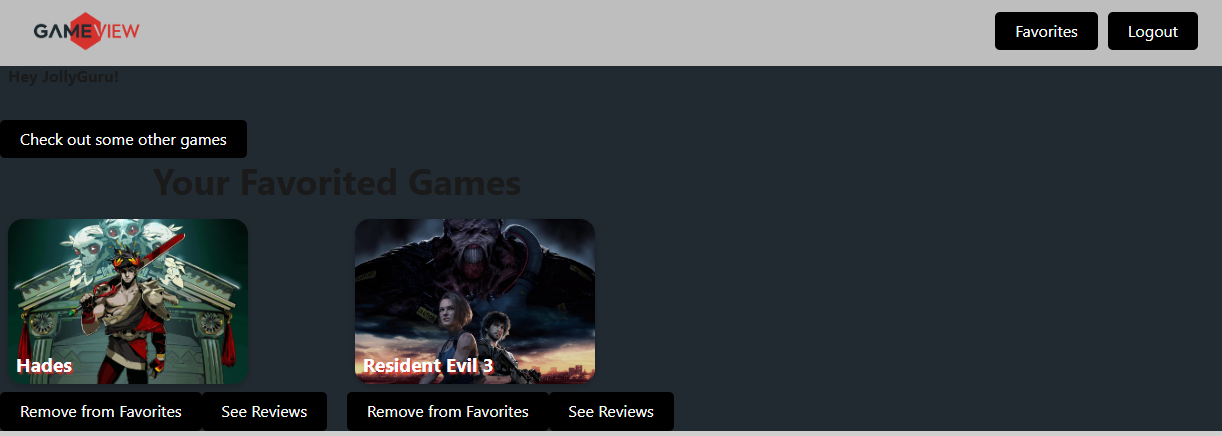 GAMEVIEW
Favorites
Logout
Hey JollyGuru!
Check out some other games
Your Favorited Games
Hades
Resident Evil 3
Remove from Favorites
See Reviews
Remove from Favorites
See Reviews